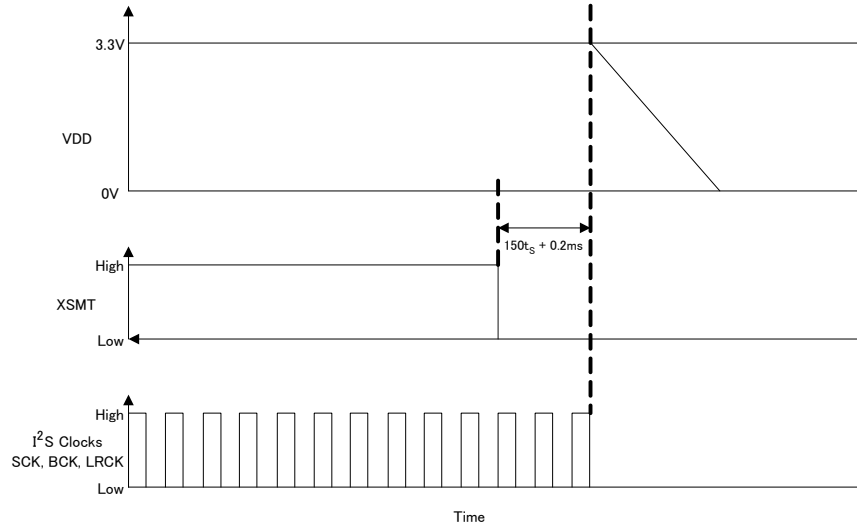 3.3V
VDD
0V
150tS + 0.2ms
High
XSMT
Low
High
I2S Clocks
SCK, BCK, LRCK
Low
Time